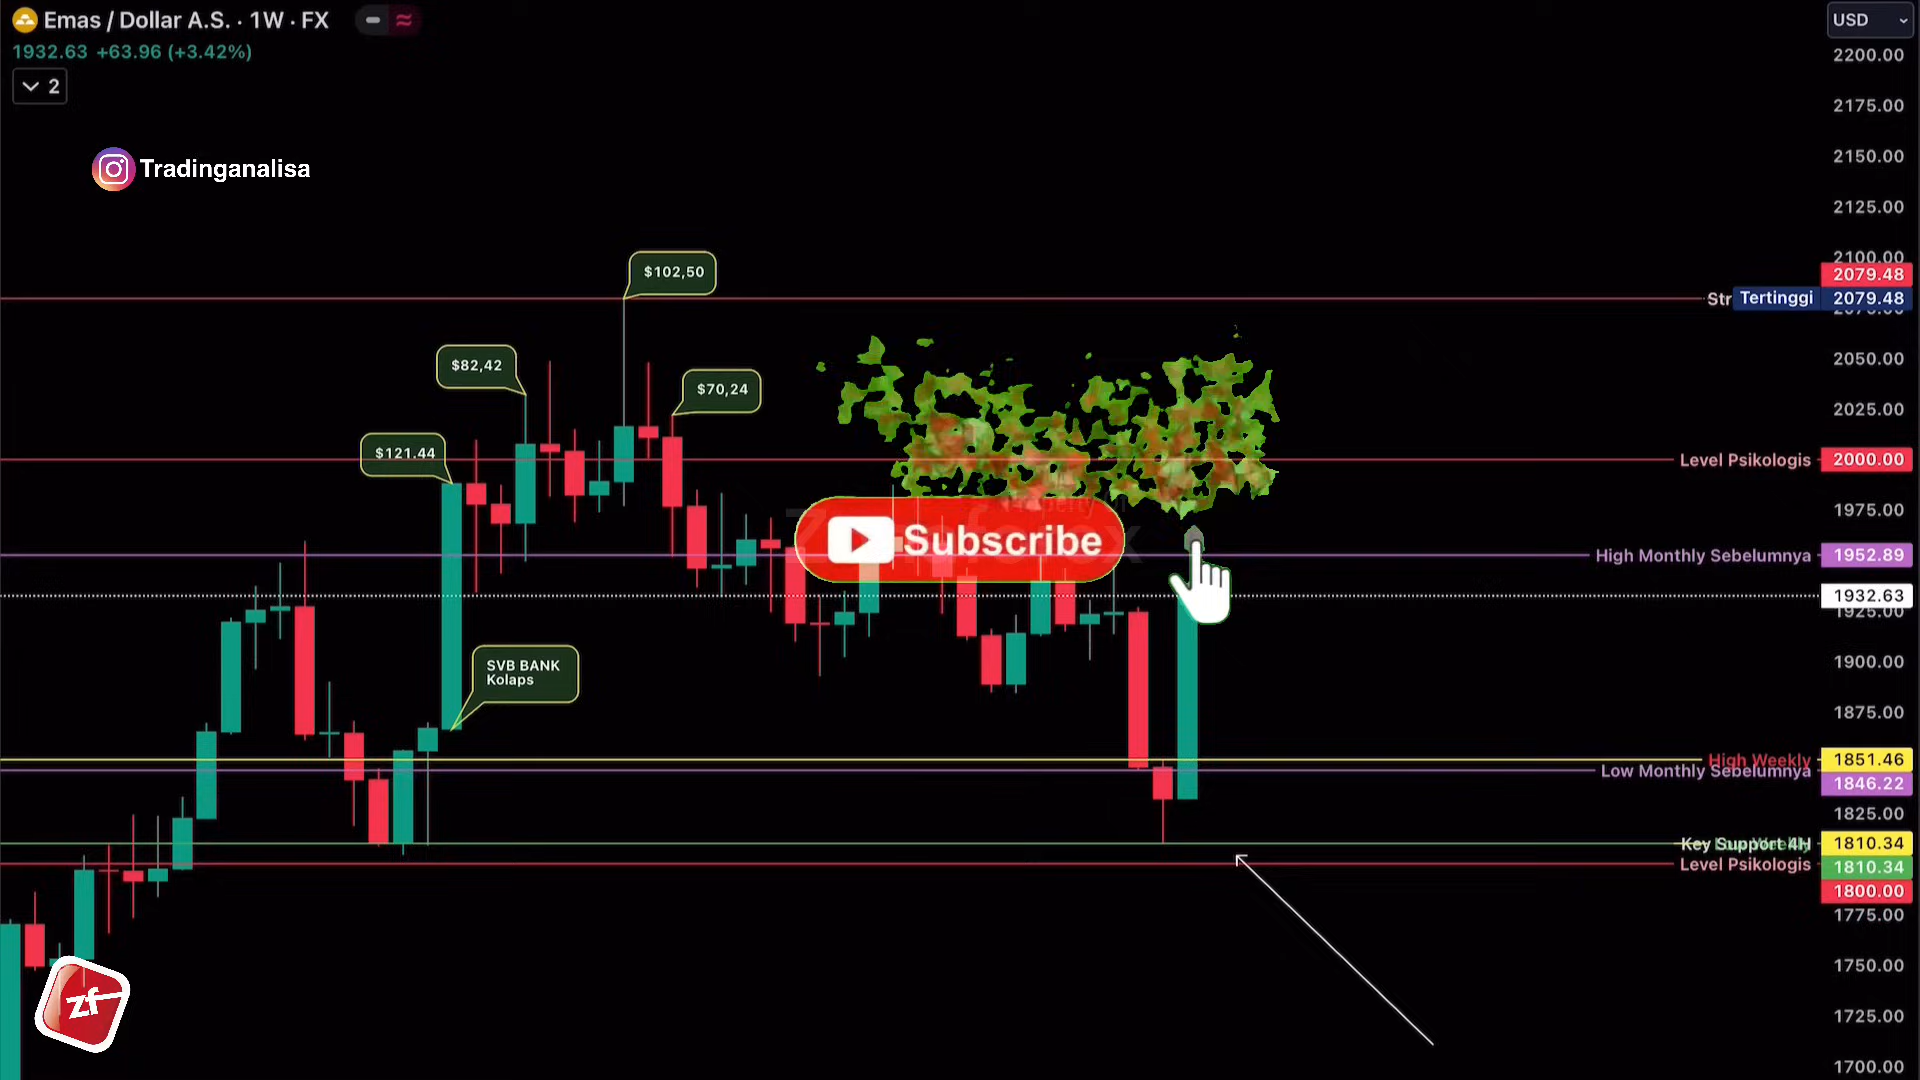 Emas / Dollar A.S. · 1W · FX
USD
1932.63 +63.96 (+3.42%)
2
2200.00
2175.00
Tradinganalisa
2150.00
2125.00
2100.00
$102,50
2079.48
Str Tertinggi 2079.48
$82,42
2050.00
$70,24
2025.00
$121.44
Level Psikologis 2000.00
1975.00
Subscribe
High Monthly Sebelumnya 1952.89
1932.63
1925.00
SVB BANK
Kolaps
1900.00
1875.00
High Weekly 1851.46
Low Monthly Sebelumnya 1846.22
1825.00
Key Support 4H 1810.34
Level Psikologis 1810.34
1800.00
1775.00
1750.00
zf
1725.00
1700.00